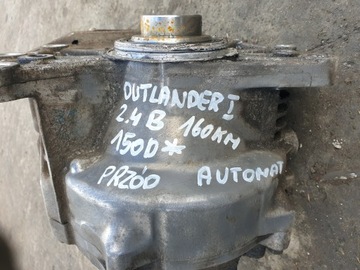 OUTLANDER I
2.4 B 160KM
150D*
PRZÓD AUTOMAT